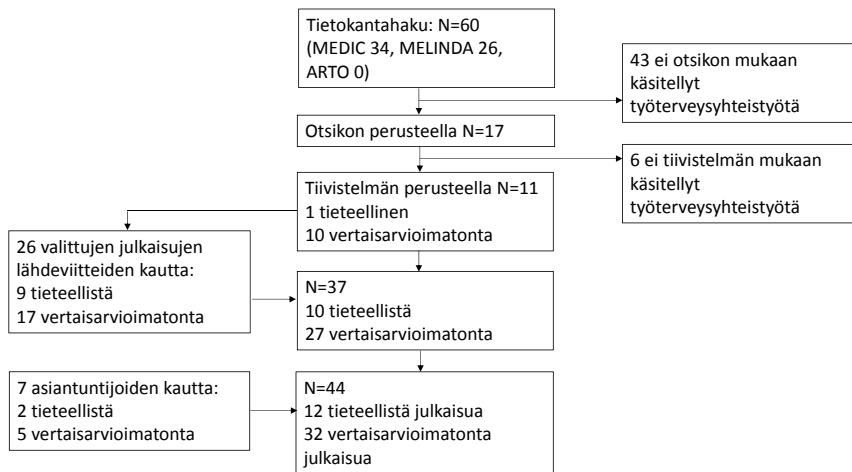 Tietokantahaku: N=60
(MEDIC 34, MELINDA 26,
ARTO 0)
43 ei otsikon mukaan
käsitellyt
työterveysyhteistyötä
Otsikon perusteella N=17
6 ei tiivistelmän mukaan
käsitellyt
työterveysyhteistyötä
Tiivistelmän perusteella N=11
1 tieteellinen
10 vertaisarvioimatonta
26 valittujen julkaisujen
lähdeviitteiden kautta:
9 tieteellistä
17 vertaisarvioimatonta
N=37
10 tieteellistä
27 vertaisarvioimatonta
7 asiantuntijoiden kautta:
2 tieteellistä
5 vertaisarvioimatonta
N=44
12 tieteellistä julkaisua
32 vertaisarvioimatonta
julkaisua